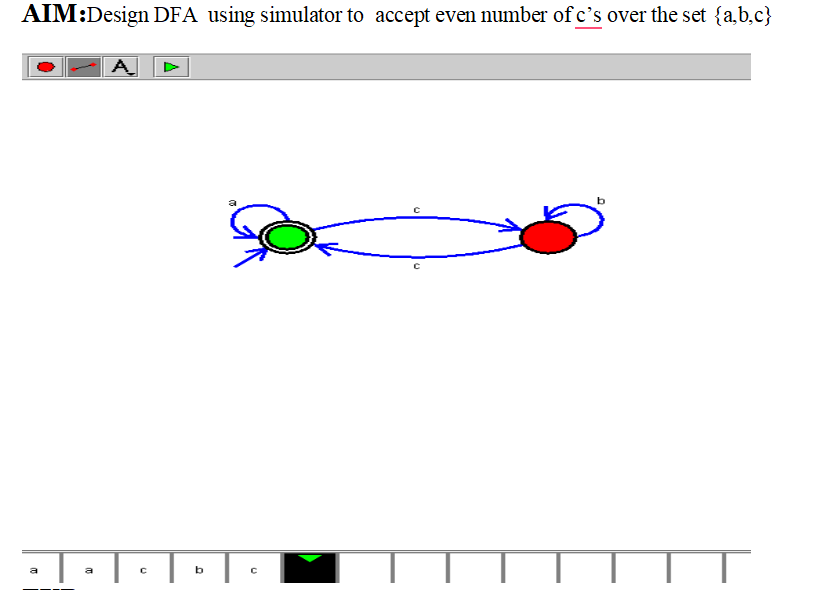 AIM:Design DFA using simulator to accept even number of c’s over the set {a,b,c}
A
a
c
b
c
a a c b c